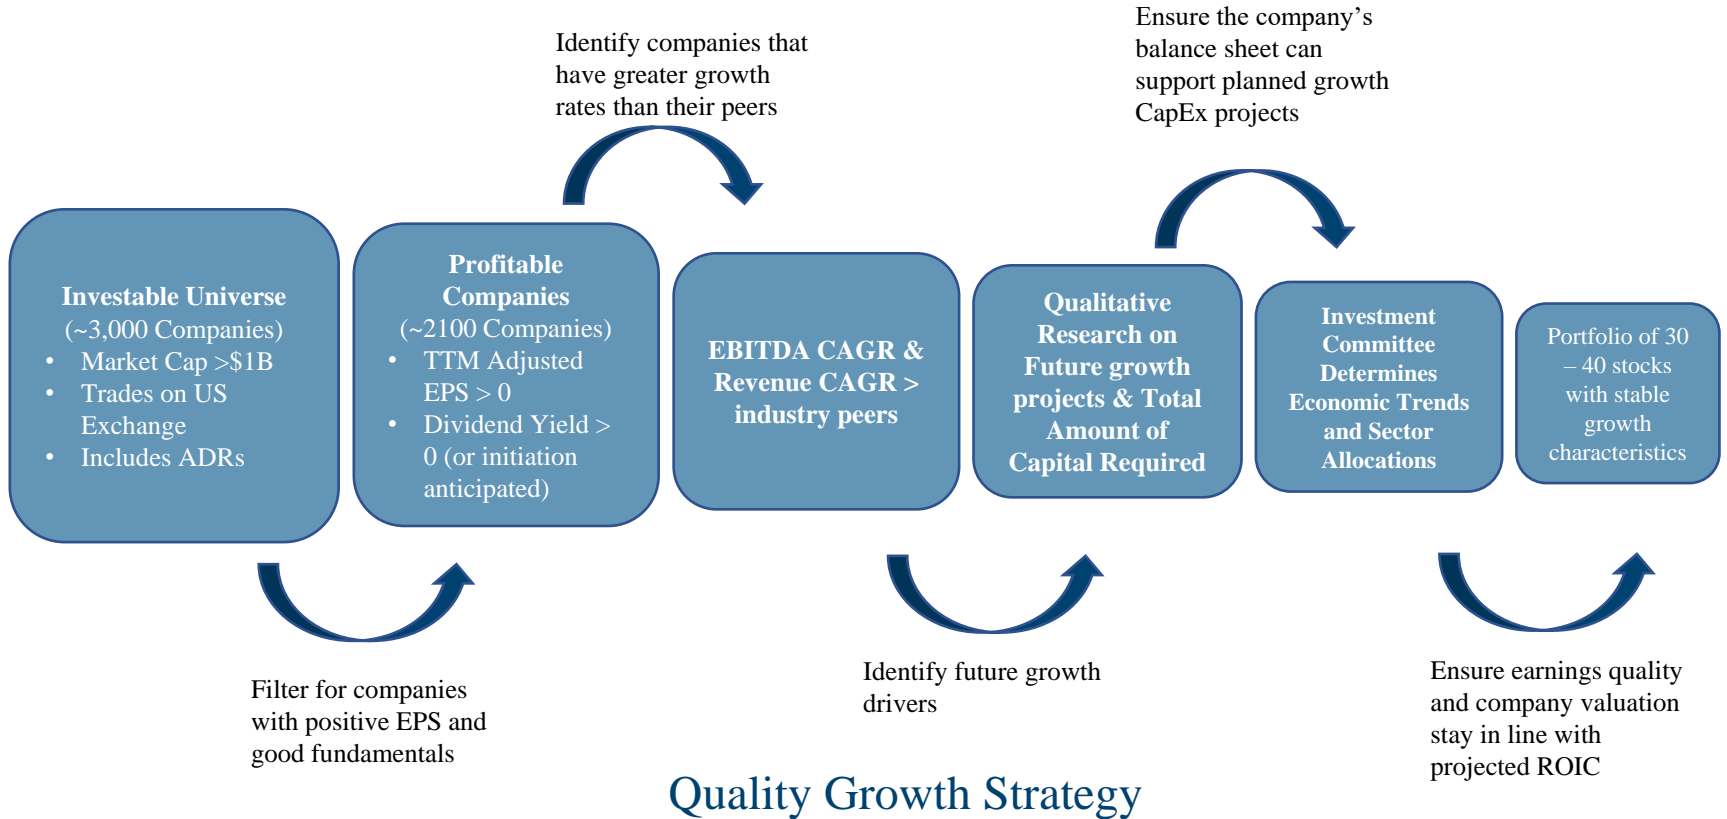 Identify companies that
have greater growth
rates than their peers
Ensure the company’s
balance sheet can
support planned growth
CapEx projects
Investable Universe
(~3,000 Companies)
• Market Cap >$1B
• Trades on US
Exchange
• Includes ADRs
Profitable
Companies
(~2100 Companies)
• TTM Adjusted
EPS > 0
• Dividend Yield >
0 (or initiation
anticipated)
EBITDA CAGR &
Revenue CAGR >
industry peers
Qualitative
Research on
Future growth
projects & Total
Amount of
Capital Required
Investment
Committee
Determines
Economic Trends
and Sector
Allocations
Portfolio of 30
– 40 stocks
with stable
growth
characteristics
Filter for companies
with positive EPS and
good fundamentals
Identify future growth
drivers
Ensure earnings quality
and company valuation
stay in line with
projected ROIC
Quality Growth Strategy